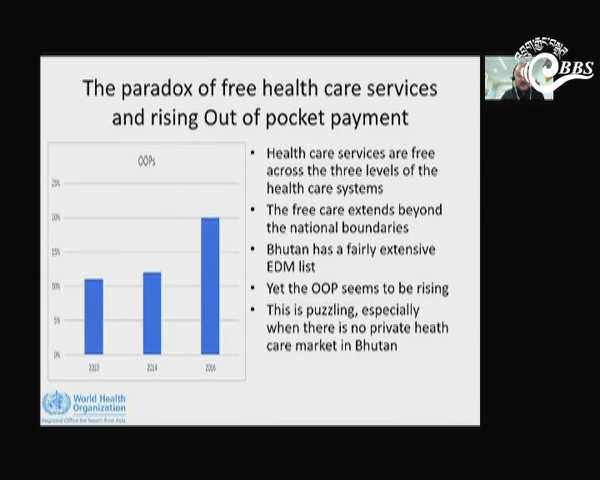 BBS
The paradox of free health care services
and rising Out of pocket payment
OOPs
25%
20%
15%
10%
5%
0%
2014
2016
• Health care services are free
across the three levels of the
health care systems
• The free care extends beyond
the national boundaries
• Bhutan has a fairly extensive
EDM list
• Yet the OOP seems to be rising
• This is puzzling, especially
when there is no private heath
care market in Bhutan
World Health
Organization
Regional Office for South-East Asia